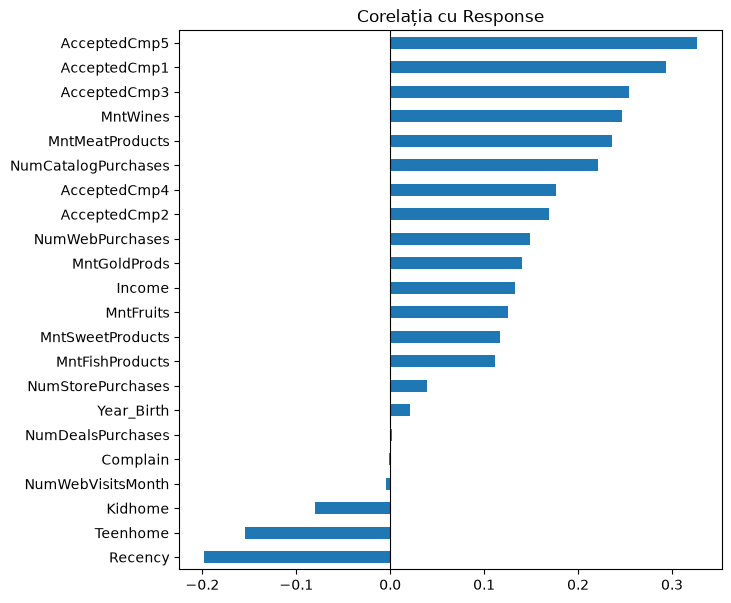 Corelația cu Response
AcceptedCmp5
AcceptedCmp1
AcceptedCmp3
MntWines
MntMeatProducts
NumCatalogPurchases
AcceptedCmp4
AcceptedCmp2
NumWebPurchases
MntGoldProds
Income
MntFruits
MntSweetProducts
MntFishProducts
NumStorePurchases
Year_Birth
NumDealsPurchases
Complain
NumWebVisitsMonth
Kidhome
Teenhome
Recency
−0.2 −0.1 0.0 0.1 0.2 0.3